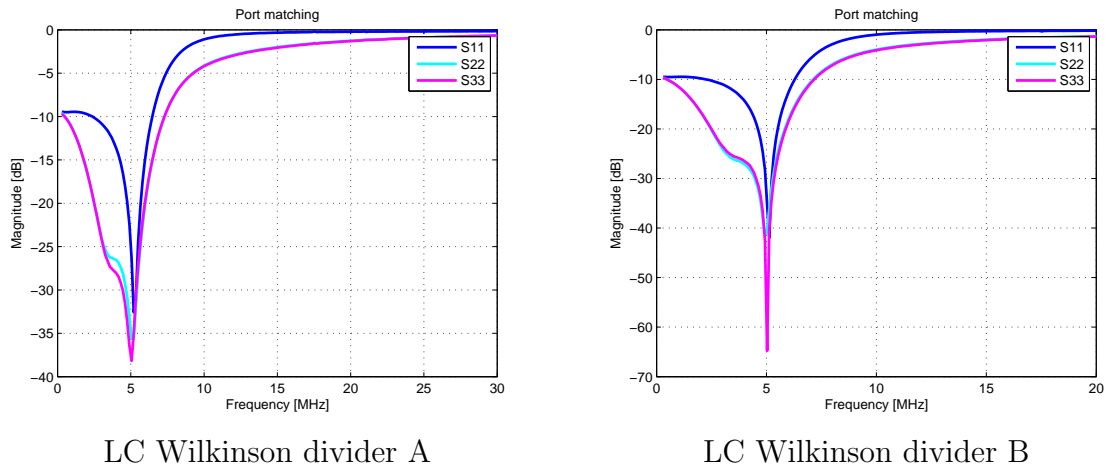 Port matching
0
−5
−10
−15
−20
−25
−30
−35
−40
Magnitude [dB]
0 5 10 15 20 25 30
Frequency [MHz]
S11
S22
S33
LC Wilkinson divider A
Port matching
0
−10
−20
−30
−40
−50
−60
−70
Magnitude [dB]
0 5 10 15 20
Frequency [MHz]
S11
S22
S33
LC Wilkinson divider B